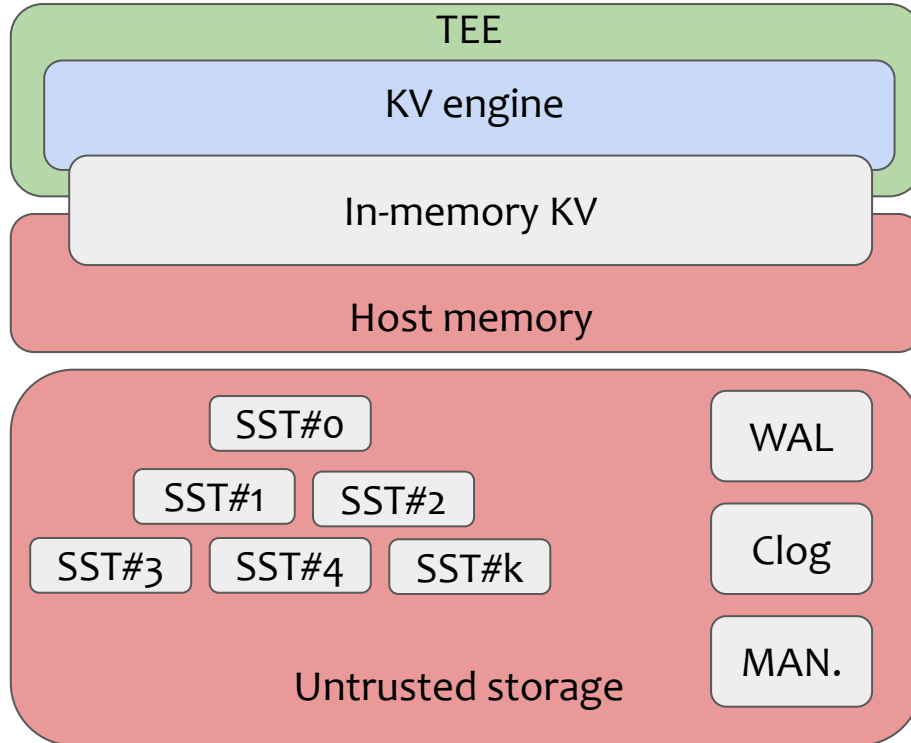 TEE
KV engine
In-memory KV
Host memory
SST#0
SST#1
SST#2
SST#3
SST#4
SST#k
WAL
Clog
MAN.
Untrusted storage